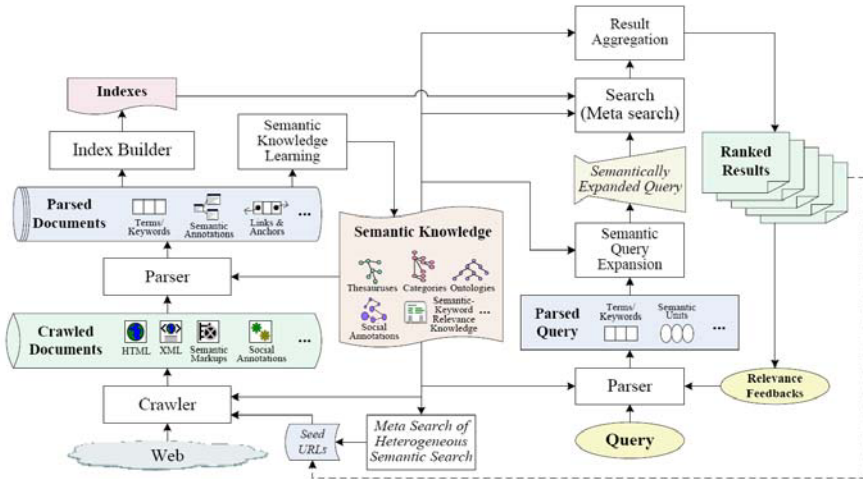 Result
Aggregation
Indexes
Search
(Meta search)
Index Builder
Semantic
Knowledge
Learning
Ranked
Results
Semantically
Expanded Query
Parsed
Documents
Terms/
Keywords
Semantic
Annotations
Links &
Anchors
...
Semantic Knowledge
Thesauruses
Categories
Ontologies
Social
Annotations
Semantic-
Keyword
Relevance
Knowledge
...
Semantic
Query
Expansion
Parser
Parsed
Query
Terms/
Keywords
Semantic
Units
...
Crawled
Documents
HTML
XML
Semantic
Markups
Social
Annotations
...
Crawler
Parser
Relevance
Feedbacks
Seed
URLs
Meta Search of
Heterogeneous
Semantic Search
Query
Web